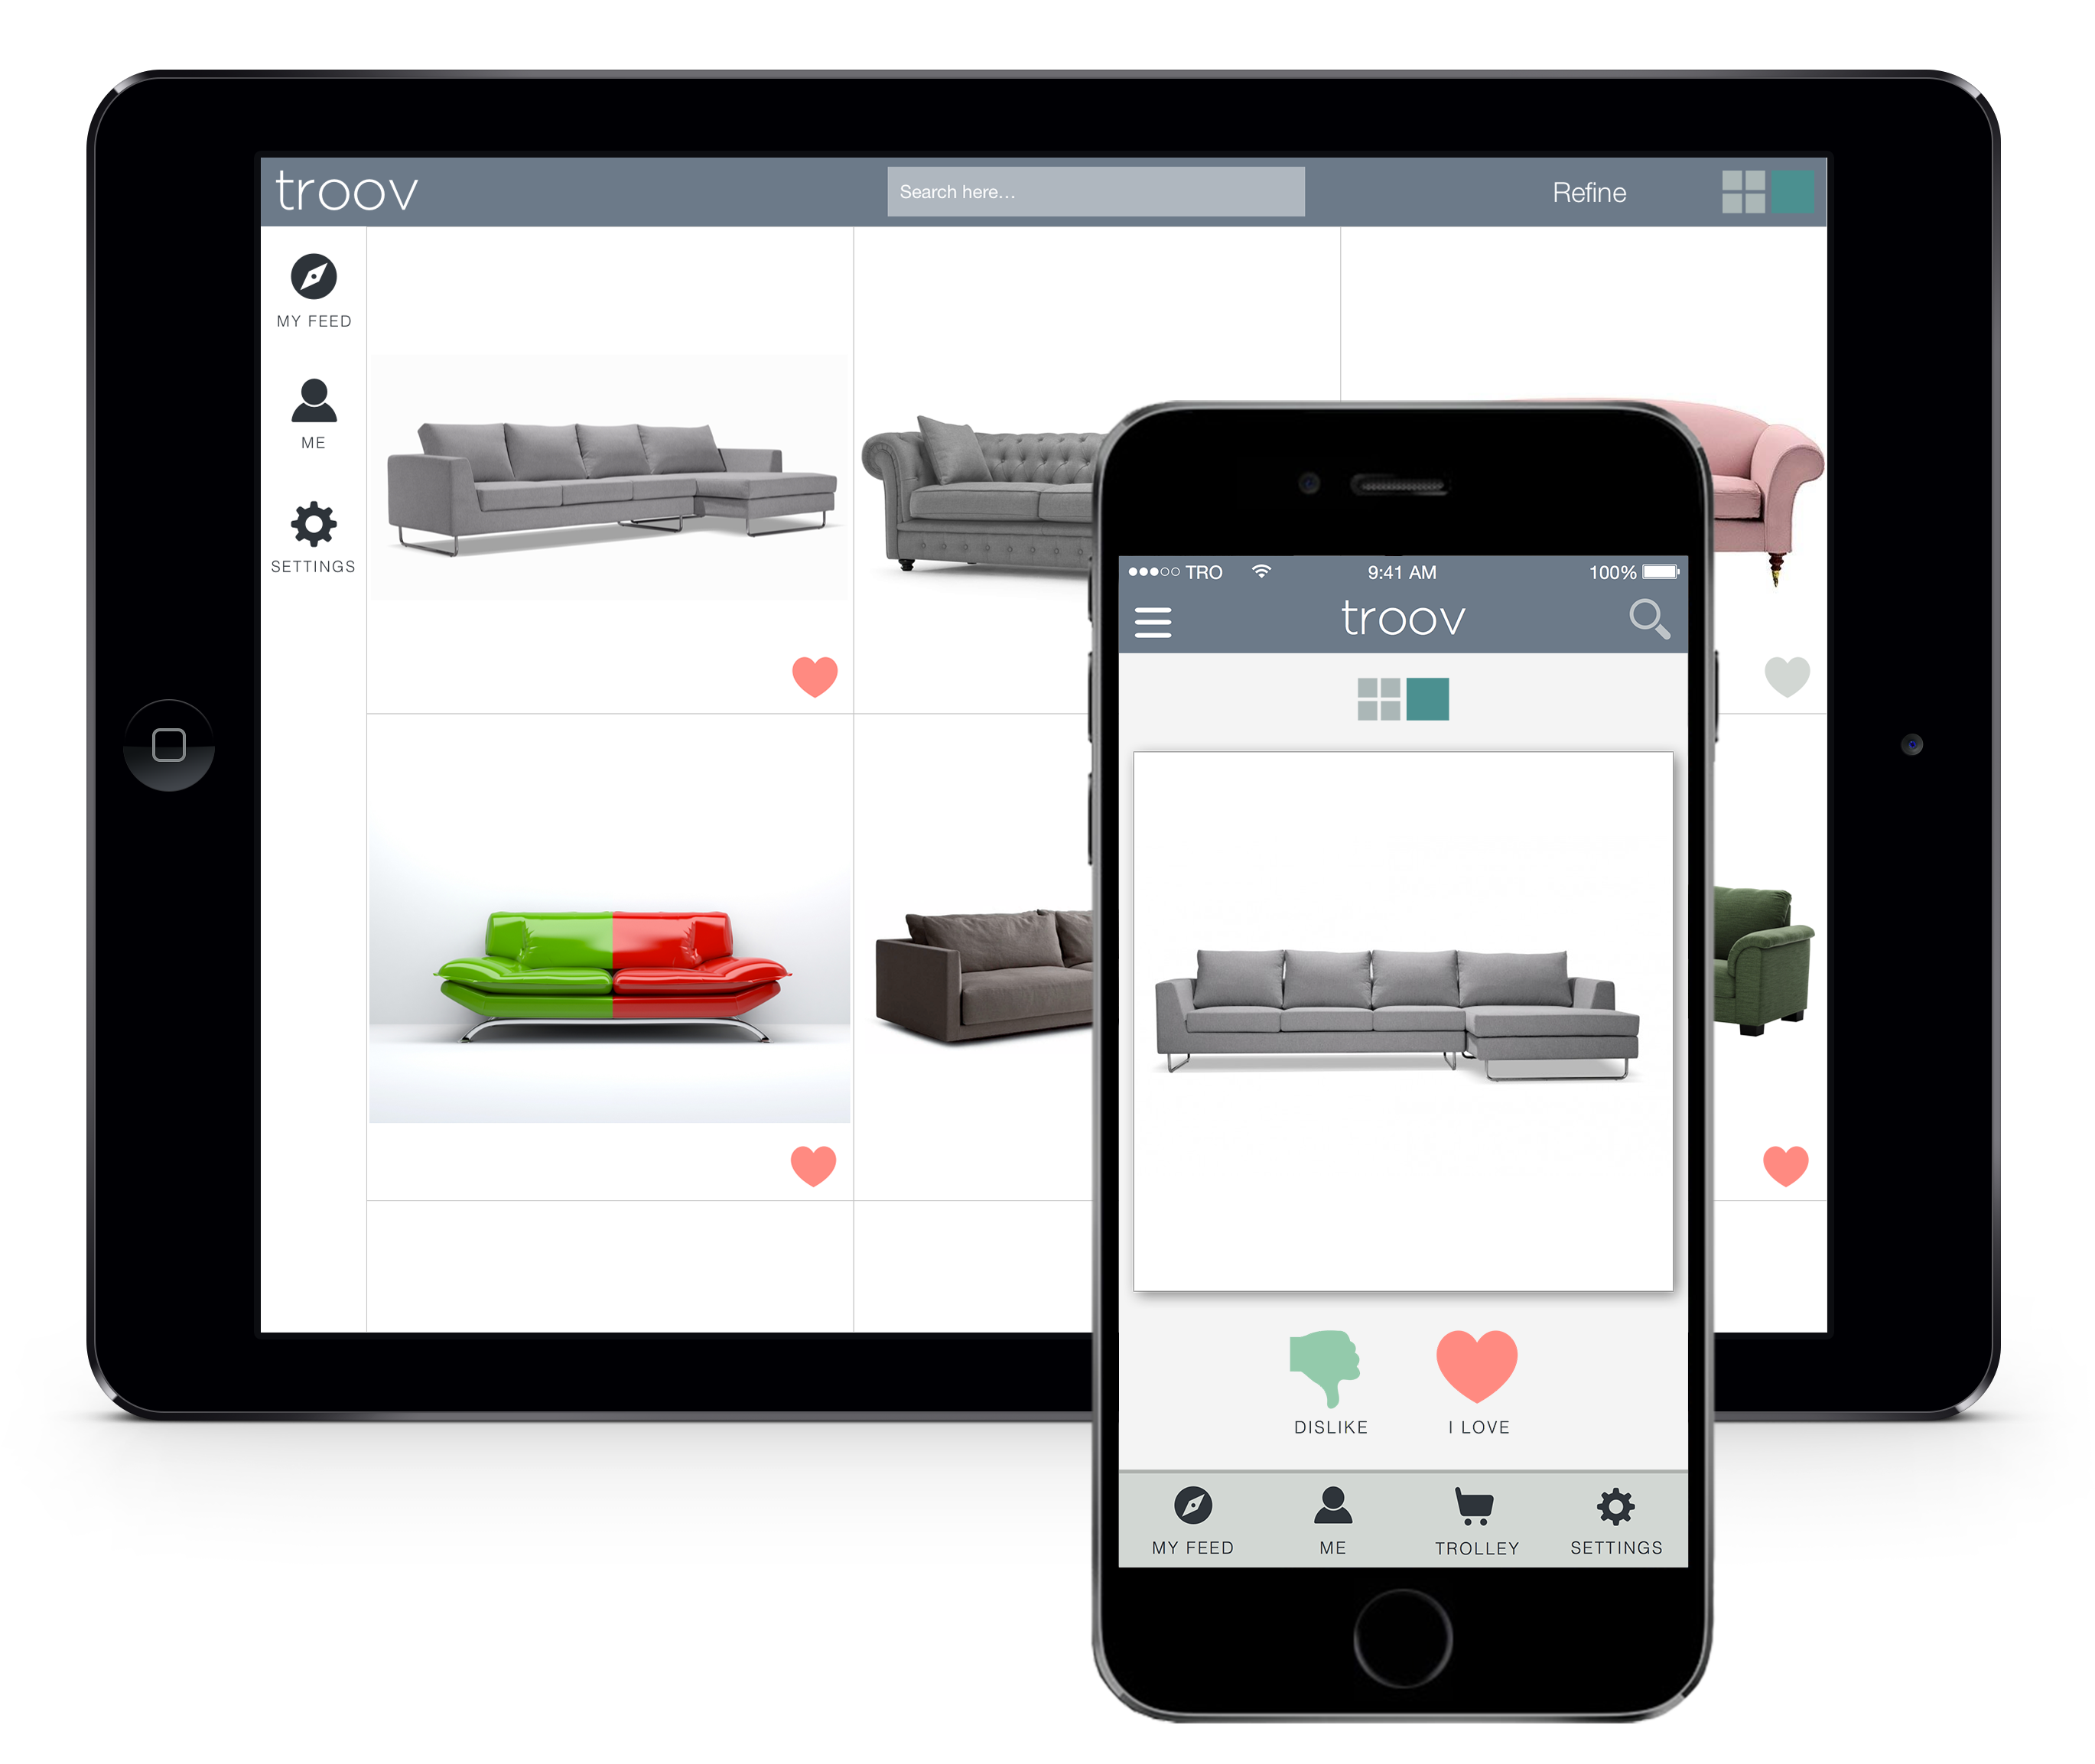 troov
Search here...
Refine
MY FEED
ME
SETTINGS
TRO
9:41 AM
100%
troov
DISLIKE
I LOVE
MY FEED
ME
TROLLEY
SETTINGS